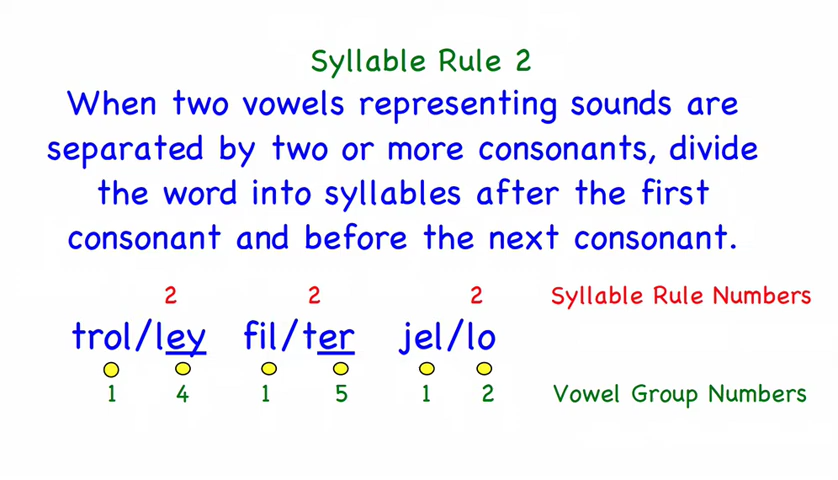 Syllable Rule 2
When two vowels representing sounds are
separated by two or more consonants, divide
the word into syllables after the first
consonant and before the next consonant.
2 2 2 Syllable Rule Numbers
trol/ley fil/ter jel/lo
1 4 1 5 1 2 Vowel Group Numbers